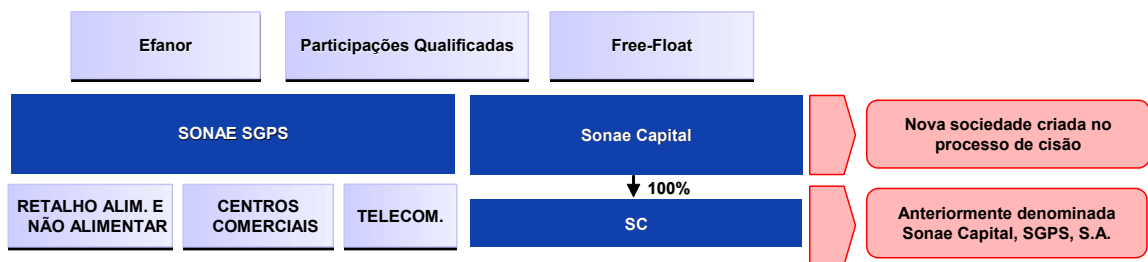 Efanor
Participações Qualificadas
Free-Float
SONAE SGPS
Sonae Capital
Nova sociedade criada no
processo de cisão
100%
RETALHO ALIM. E
NÃO ALIMENTAR
CENTROS
COMERCIAIS
TELECOM.
SC
Anteriormente denominada
Sonae Capital, SGPS, S.A.